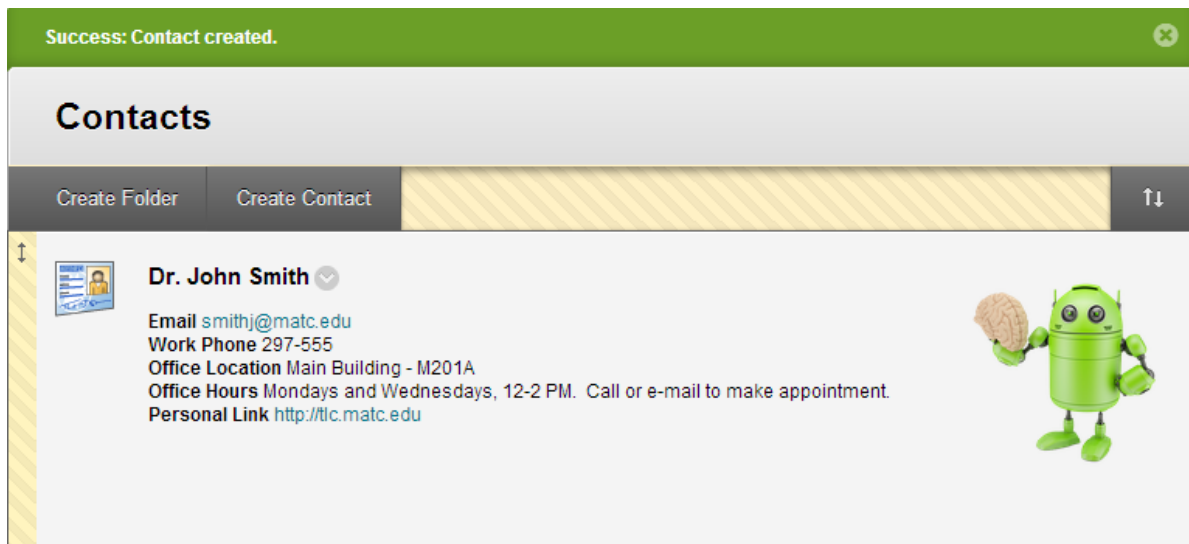 Success: Contact created.
Contacts
Create Folder
Create Contact
Dr. John Smith
Email smithj@matc.edu
Work Phone 297-555
Office Location Main Building - M201A
Office Hours Mondays and Wednesdays, 12-2 PM.  Call or e-mail to make appointment.
Personal Link http://tlc.matc.edu